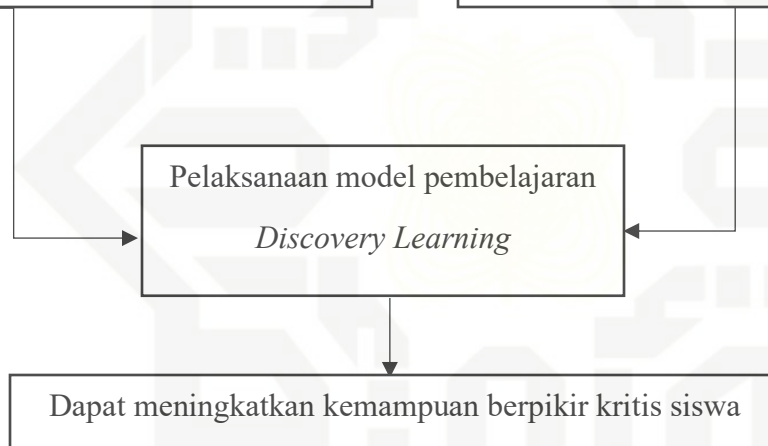 Pelaksanaan model pembelajaran
Discovery Learning
Dapat meningkatkan kemampuan berpikir kritis siswa